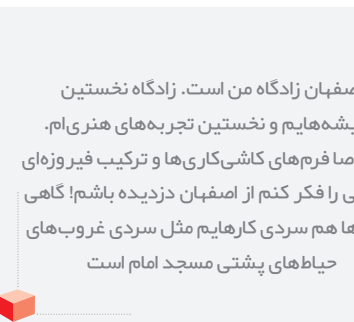 صفهان زادگاه من است. زادگاه نخستین
یشه‌هایم و نخستین تجربه‌های هنری‌ام.
صا فرم‌های کاشی‌کاری‌ها و ترکیب فیروزه‌ای
ی را فکر کنم از اصفهان دزدیده باشم! گاهی
ها هم سردی کارهایم مثل سردی غروب‌های
حیاط‌های پشتی مسجد امام است